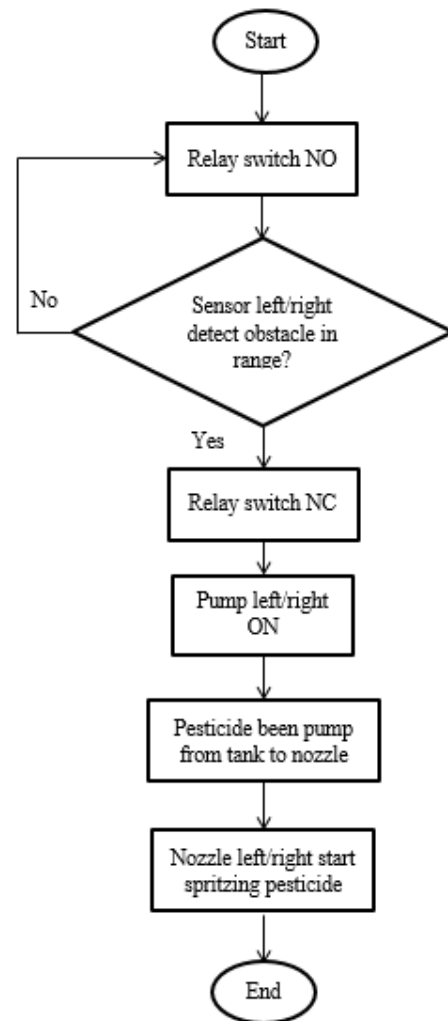 Start
Relay switch NO
No
Sensor left/right
detect obstacle in
range?
Yes
Relay switch NC
Pump left/right
ON
Pesticide been pump
from tank to nozzle
Nozzle left/right start
spritzing pesticide
End